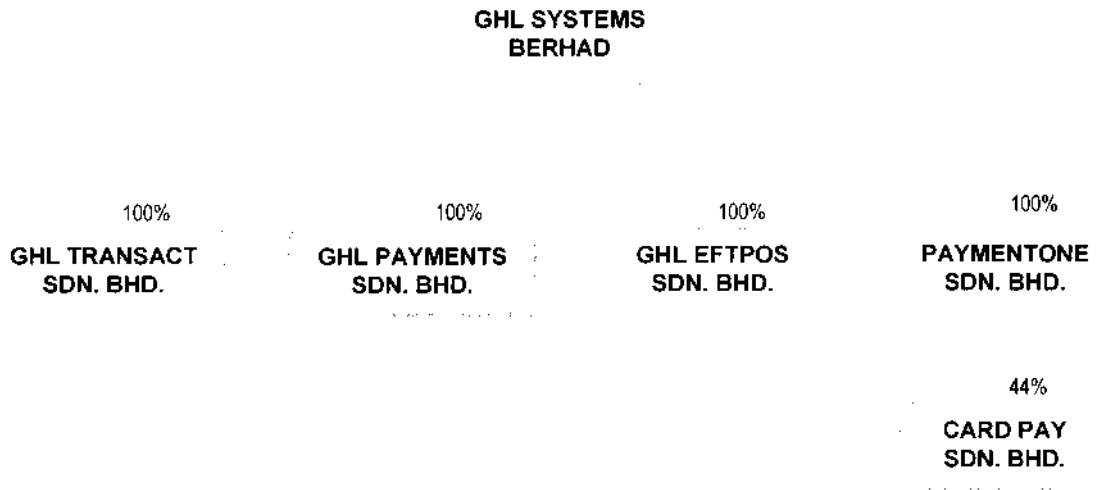 GHL SYSTEMS
BERHAD
100%
100%
100%
100%
GHL TRANSACT
SDN. BHD.
GHL PAYMENTS
SDN. BHD.
GHL EFTPOS
SDN. BHD.
PAYMENTONE
SDN. BHD.
44%
CARD PAY
SDN. BHD.